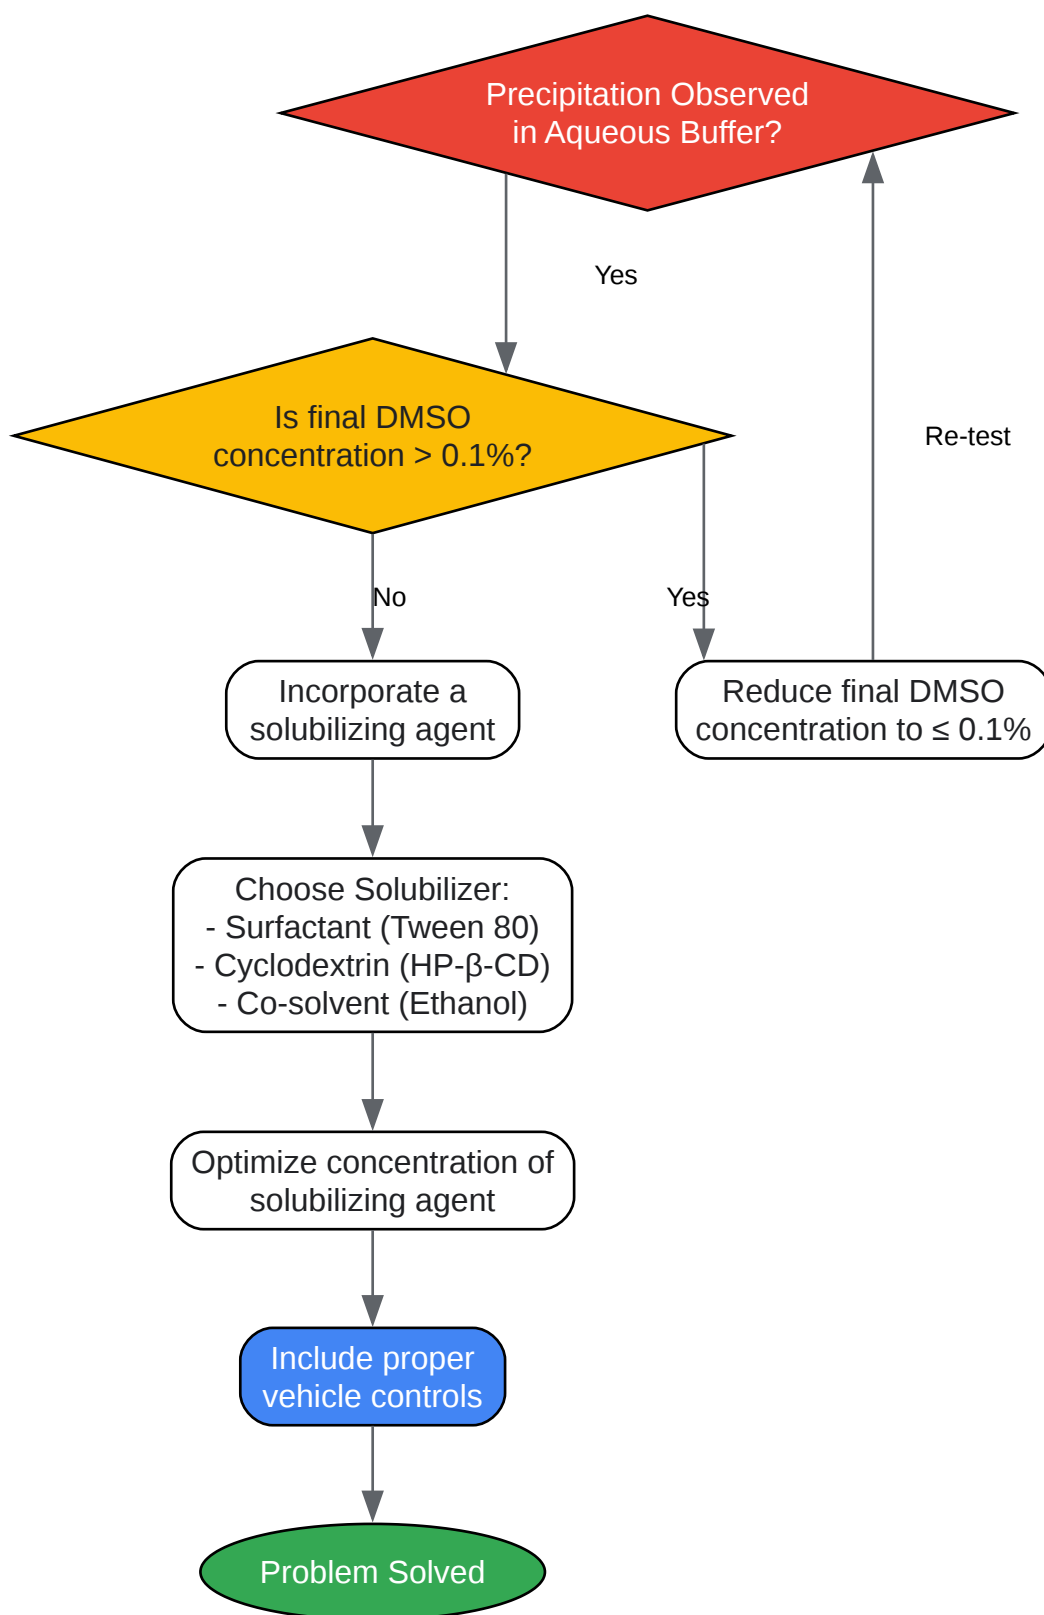 Precipitation Observed
in Aqueous Buffer?
Yes
Is final DMSO
concentration > 0.1%?
Re-test
No
Yes
Incorporate a
solubilizing agent
Reduce final DMSO
concentration to ≤ 0.1%
Choose Solubilizer:
- Surfactant (Tween 80)
- Cyclodextrin (HP-β-CD)
- Co-solvent (Ethanol)
Optimize concentration of
solubilizing agent
Include proper
vehicle controls
Problem Solved